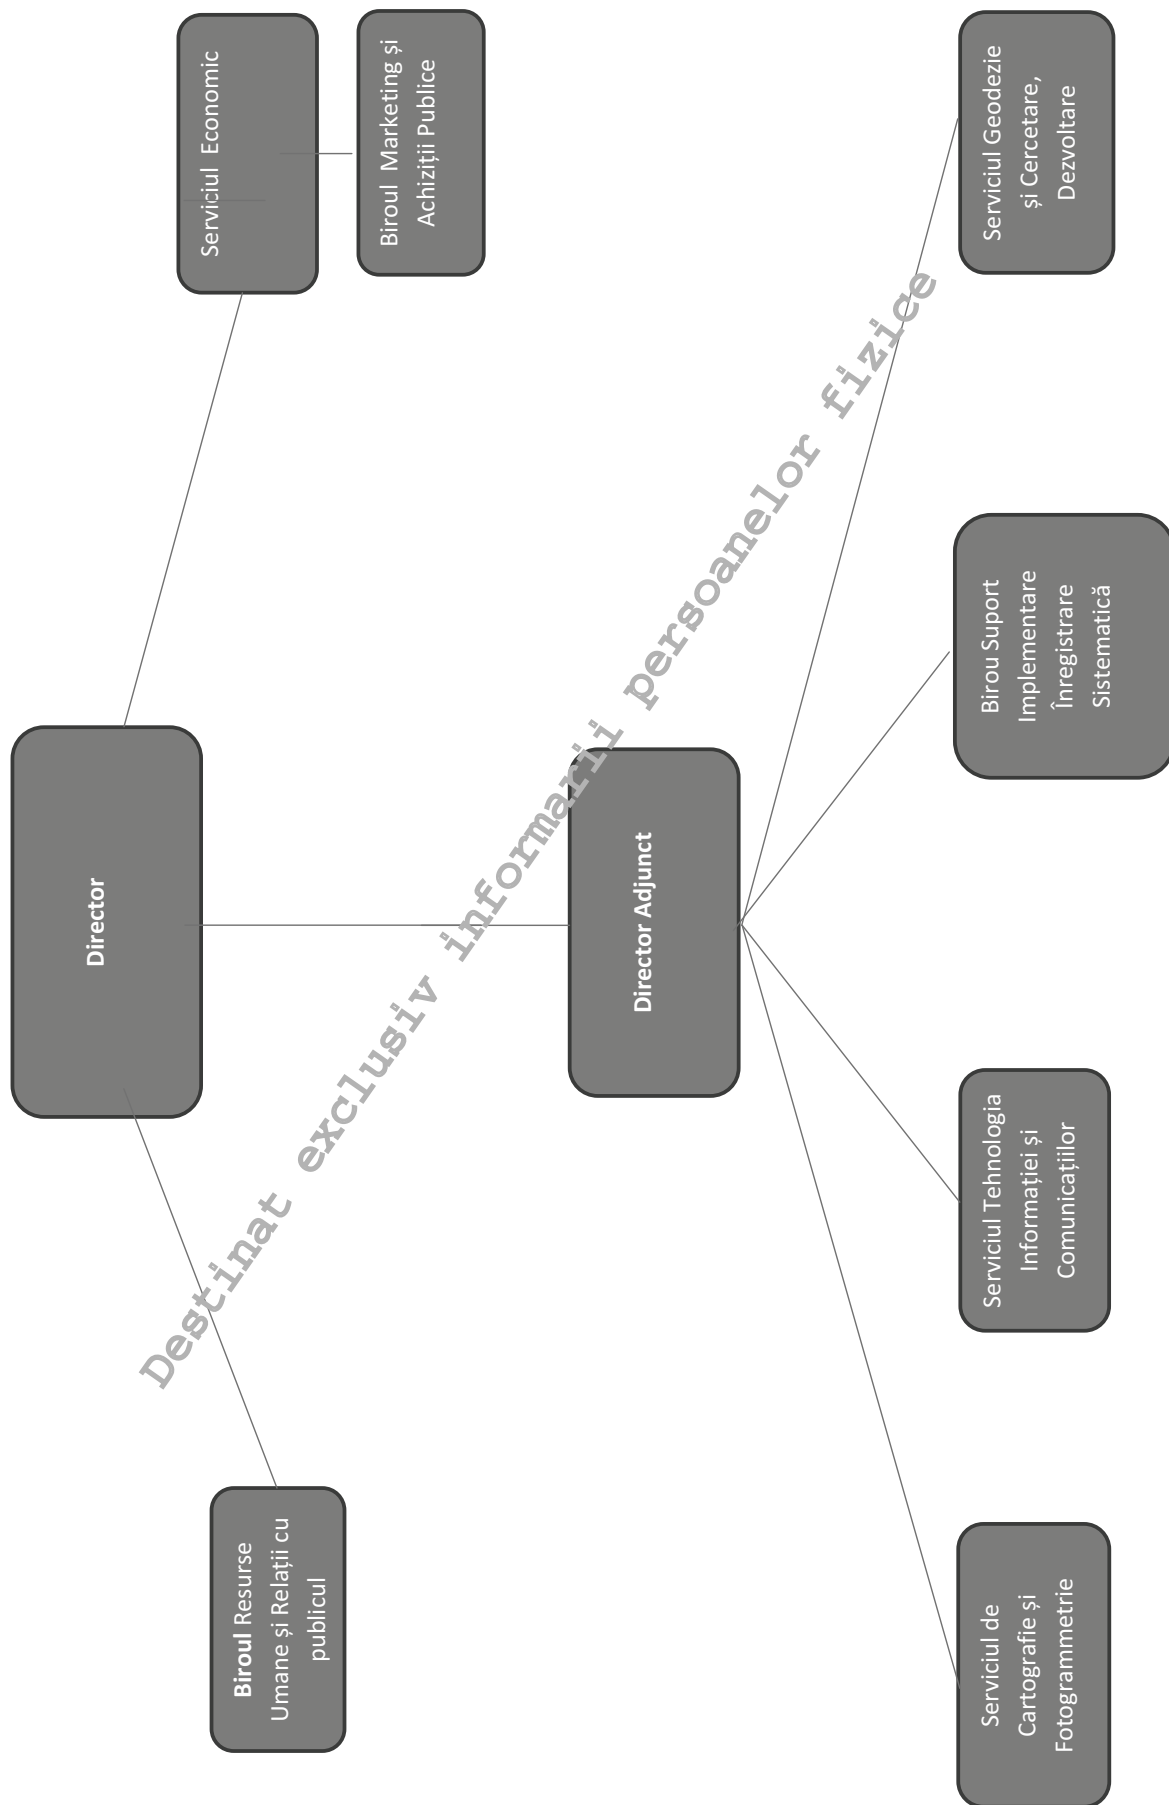 Director
Biroul Resurse
Umane și Relații cu
publicul
Serviciul Economic
Biroul Marketing și
Achiziții Publice
Director Adjunct
Serviciul de
Cartografie și
Fotogrammetrie
Serviciul Tehnologia
Informației și
Comunicațiilor
Birou Suport
Implementare
Înregistrare
Sistematică
Serviciul Geodezie
și Cercetare,
Dezvoltare
Destinat exclusiv informarii persoanelor fizice